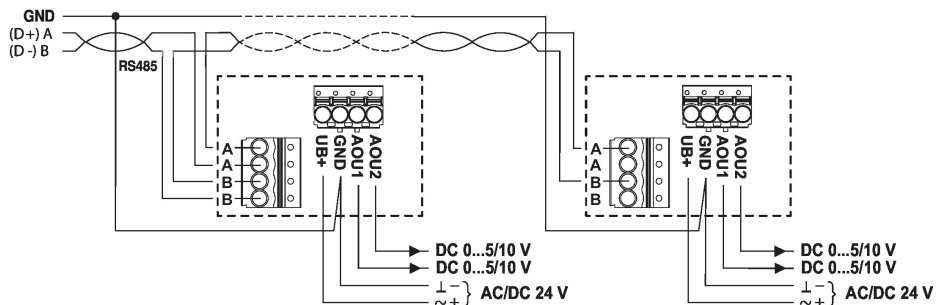 GND
(D+) A
(D -) B
RS485
A
A
B
B
UB+
GND
AOU1
AOU2
A
A
B
B
UB+
GND
AOU1
AOU2
DC 0...5/10 V
DC 0...5/10 V
⊥ –
~ +
} AC/DC 24 V
DC 0...5/10 V
DC 0...5/10 V
⊥ –
~ +
} AC/DC 24 V